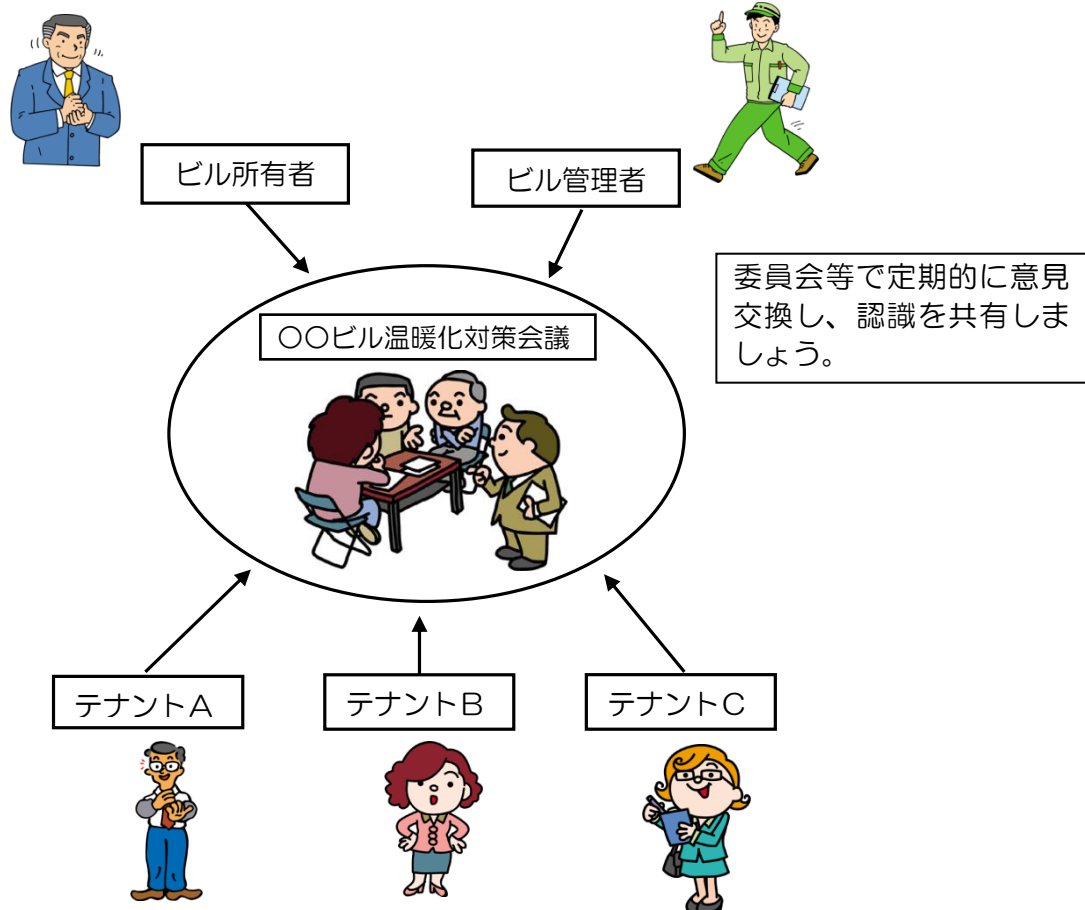 ビル所有者
ビル管理者
委員会等で定期的に意見
交換し、認識を共有しま
しょう。
〇〇ビル温暖化対策会議
テナントA
テナントB
テナントC